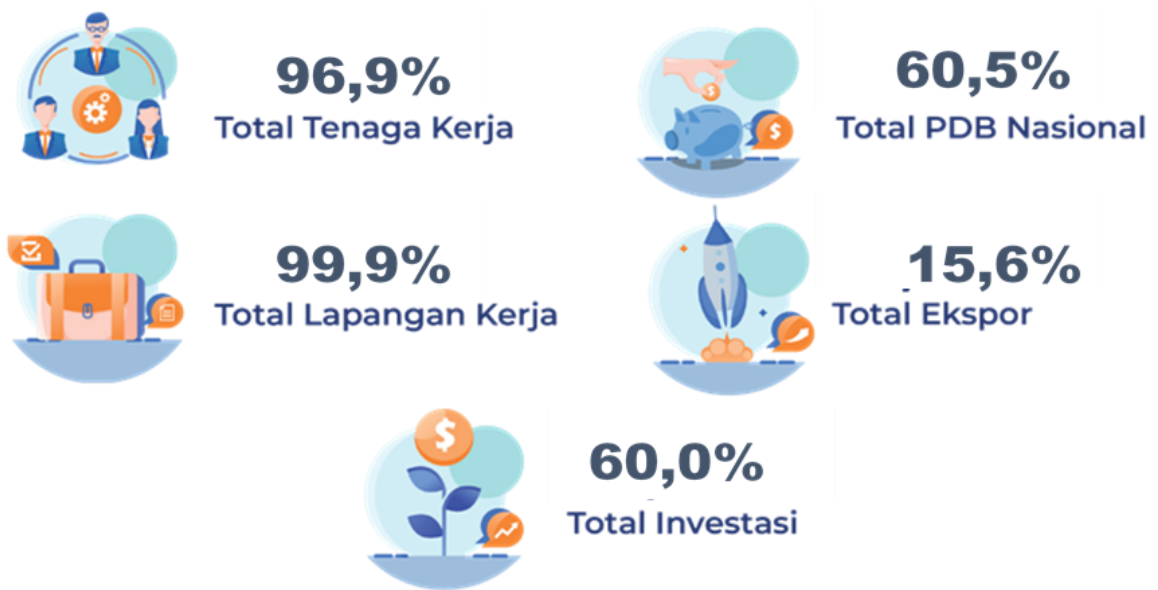 96,9%
Total Tenaga Kerja
60,5%
Total PDB Nasional
99,9%
Total Lapangan Kerja
15,6%
Total Ekspor
60,0%
Total Investasi